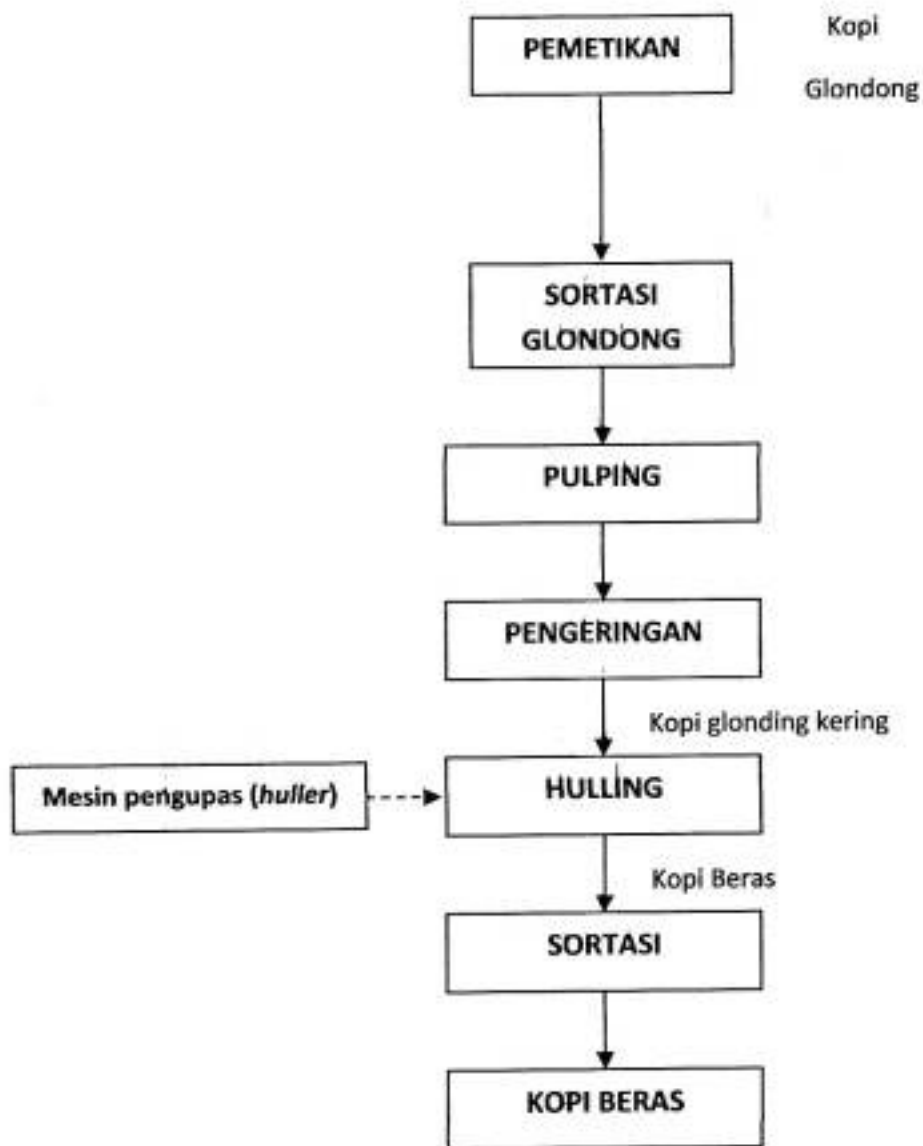 PEMETIKAN
Kopi
Glondong
SORTASI
GLONDONG
PULPING
PENGERINGAN
Kopi glonding kering
Mesin pengupas (huller)
HULLING
Kopi Beras
SORTASI
KOPI BERAS